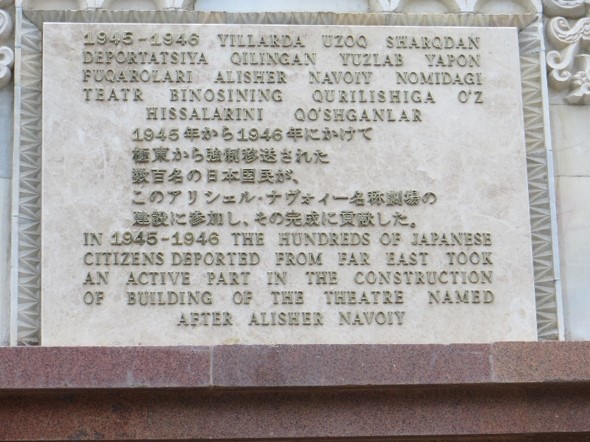 1945-1946 YILLARDA UZOQ SHARQDAN
DEPORTATSIYA QILINGAN YUZLAB YAPON
FUQAROLARI ALISHER NAVOIY NOMIDAGI
TEATR BINOSINING QURILISHIGA O'Z
HISSALARINI QO'SHGANLAR
1945年から1946年にかけて
極東から強制移送された
数百名の日本国民が、
このアリシェル・ナヴォィー名称劇場の
建設に参加し、その完成に貢献した。
IN 1945-1946 THE HUNDREDS OF JAPANESE
CITIZENS DEPORTED FROM FAR EAST TOOK
AN ACTIVE PART IN THE CONSTRUCTION
OF BUILDING OF THE THEATRE NAMED
AFTER ALISHER NAVOIY